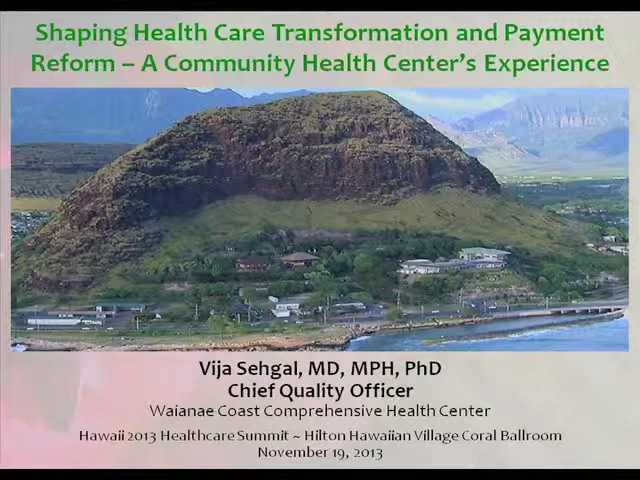 Shaping Health Care Transformation and Payment
Reform – A Community Health Center's Experience
Vija Sehgal, MD, MPH, PhD
Chief Quality Officer
Waianae Coast Comprehensive Health Center
Hawaii 2013 Healthcare Summit ~ Hilton Hawaiian Village Coral Ballroom
November 19, 2013